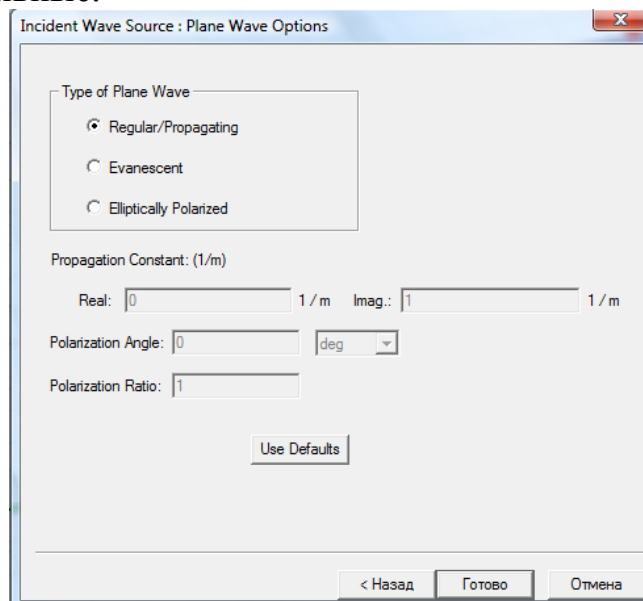 Incident Wave Source : Plane Wave Options
Type of Plane Wave
Regular/Propagating
Evanescent
Elliptically Polarized
Propagation Constant: (1/m)
Real: 0 1 / m Imag.: 1 1 / m
Polarization Angle: 0 deg
Polarization Ratio: 1
Use Defaults
< Назад Готово Отмена